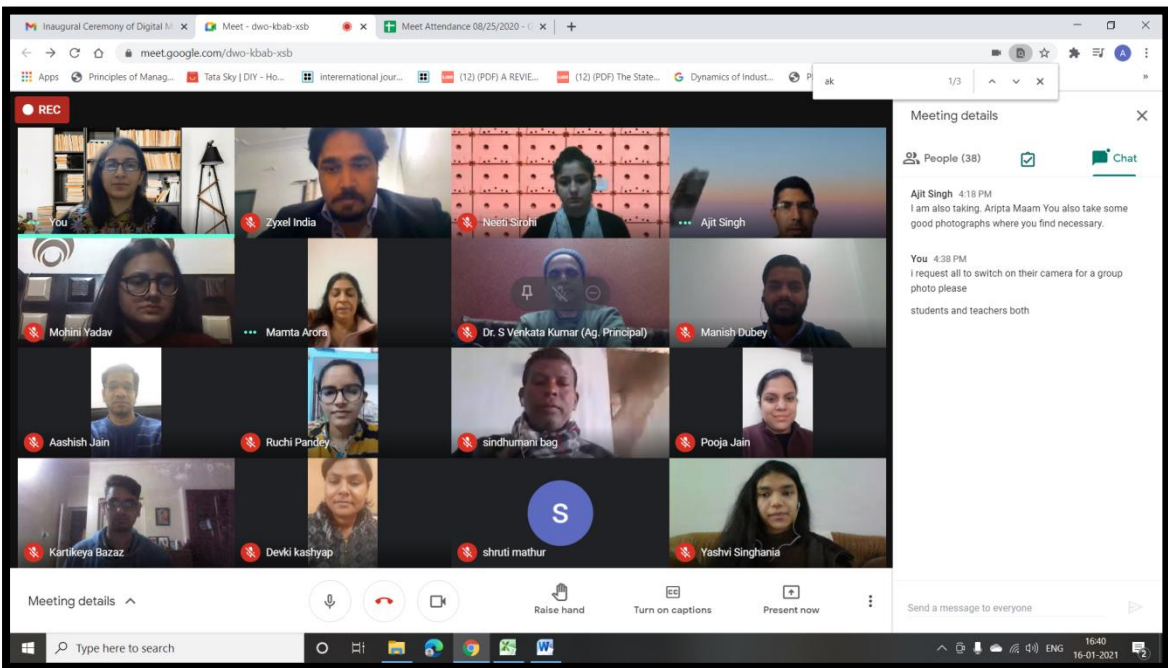 Inaugural Ceremony of Digital M
Meet - dwo-kbab-xsb
Meet Attendance 08/25/2020 - G
meet.google.com/dwo-kbab-xsb
A
Apps
Principles of Manag...
Tata Sky | DIY - Ho...
intererenational jour...
(12) (PDF) A REVIE...
(12) (PDF) The State...
Dynamics of Indust...
P
ak
1/3
REC
You
Zyxel India
Neeti Sirohi
Ajit Singh
Mohini Yadav
Mamta Arora
Dr. S Venkata Kumar (Ag. Principal)
Manish Dubey
Aashish Jain
Ruchi Pandey
sindhumani bag
Pooja Jain
Kartikeya Bazaz
Devki kashyap
S
shruti mathur
Yashvi Singhania
Meeting details
People (38)
Chat
Ajit Singh 4:18 PM
I am also taking. Aripta Maam You also take some
good photographs where you find necessary.
You 4:38 PM
i request all to switch on their camera for a group
photo please
students and teachers both
Send a message to everyone
Meeting details
Raise hand
CC
Turn on captions
Present now
Type here to search
ENG
16:40
16-01-2021
2